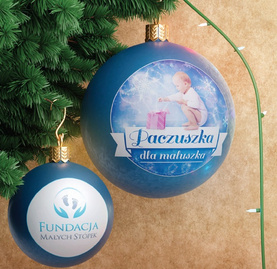 Paczuszka
dla maluszka
Fundacja
Małych Stópek